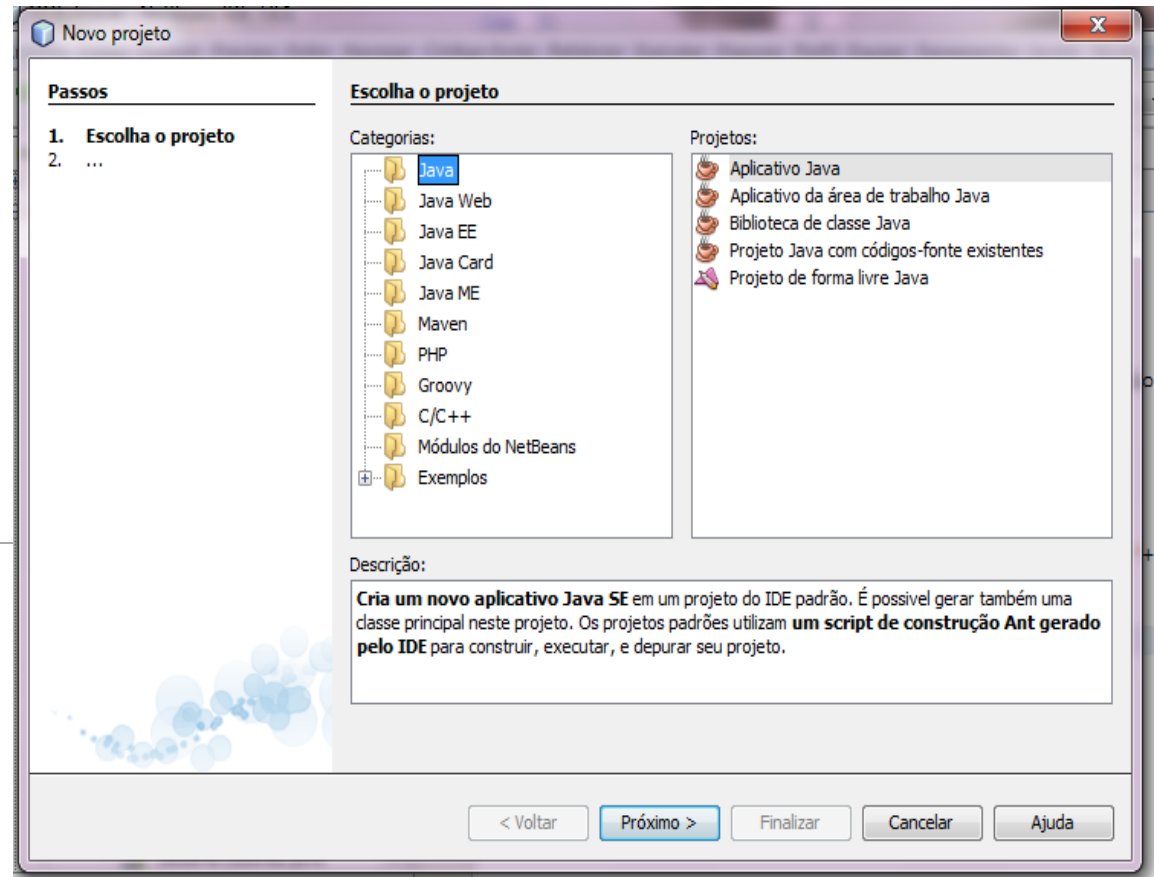 Novo projeto
X
Passos
1. Escolha o projeto
2. ...
Escolha o projeto
Categorias:
Java
Java Web
Java EE
Java Card
Java ME
Maven
PHP
Groovy
C/C++
Módulos do NetBeans
Exemplos
Projetos:
Aplicativo Java
Aplicativo da área de trabalho Java
Biblioteca de classe Java
Projeto Java com códigos-fonte existentes
Projeto de forma livre Java
Descrição:
Cria um novo aplicativo Java SE em um projeto do IDE padrão. É possivel gerar também uma
classe principal neste projeto. Os projetos padrões utilizam um script de construção Ant gerado
pelo IDE para construir, executar, e depurar seu projeto.
< Voltar
Próximo >
Finalizar
Cancelar
Ajuda